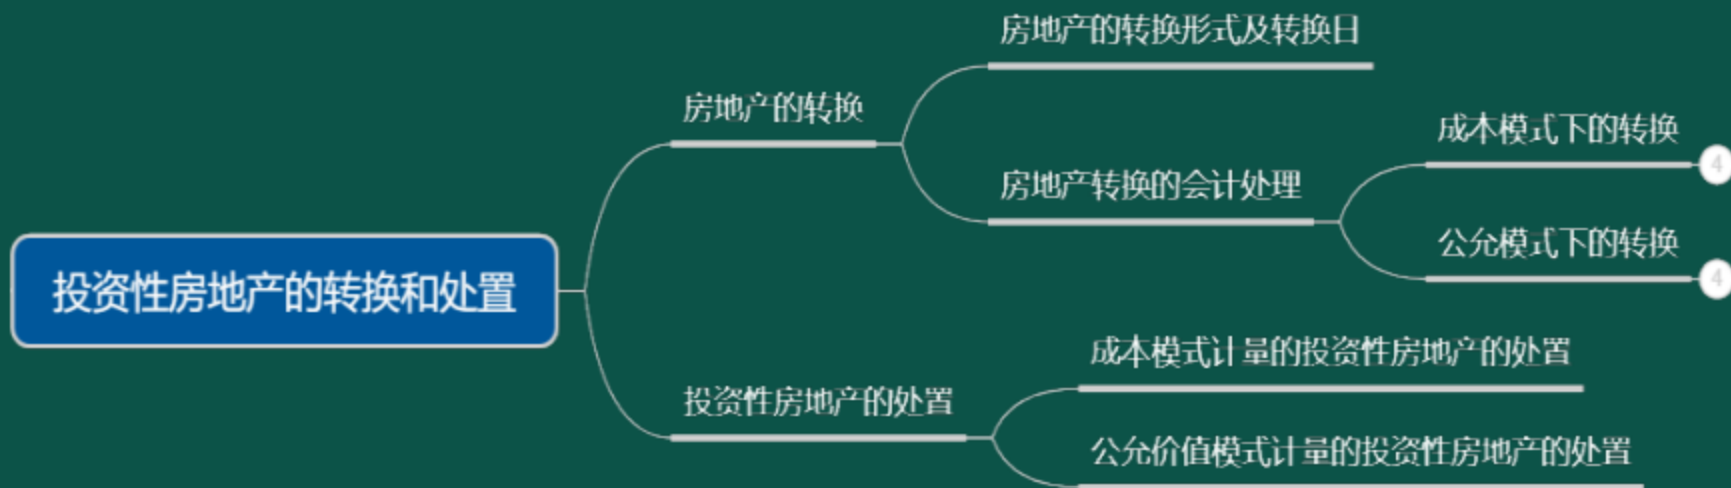 投资性房地产的转换和处置
房地产的转换
房地产的转换形式及转换日
房地产转换的会计处理
成本模式下的转换
4
公允模式下的转换
4
投资性房地产的处置
成本模式计量的投资性房地产的处置
公允价值模式计量的投资性房地产的处置